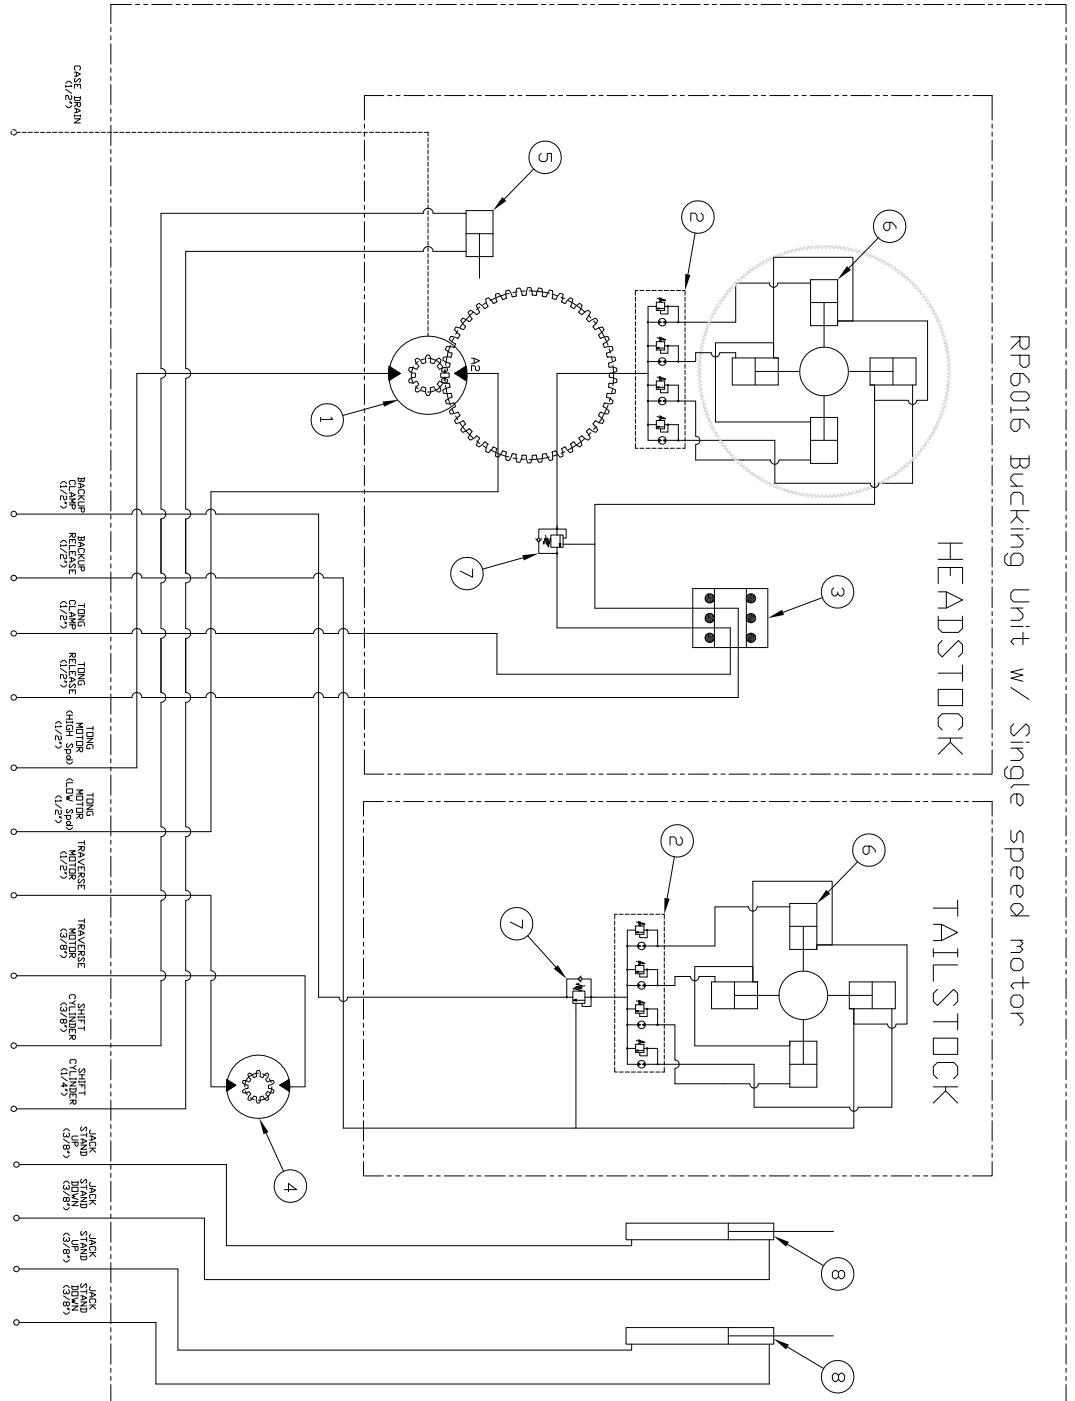 RP6016 Bucking Unit w/ Single speed motor
HEADSTOCK
TAILSTOCK
6
2
5
A2
1
7
3
6
2
7
4
8
8
CASE DRAIN
(1/2")
BACKUP
CLAMP
(1/2")
BACKUP
RELEASE
(1/2")
TONG
CLAMP
(1/2")
TONG
RELEASE
(1/2")
TONG
MOTOR
(HIGH Spd)
(1/2")
TONG
MOTOR
(LOW Spd)
(1/2")
TRAVERSE
MOTOR
(1/2")
TRAVERSE
MOTOR
(3/8")
SHIFT
CYLINDER
(3/8")
SHIFT
CYLINDER
(1/4")
JACK
STAND
UP
(3/8")
JACK
STAND
DOWN
(3/8")
JACK
STAND
UP
(3/8")
JACK
STAND
DOWN
(3/8")